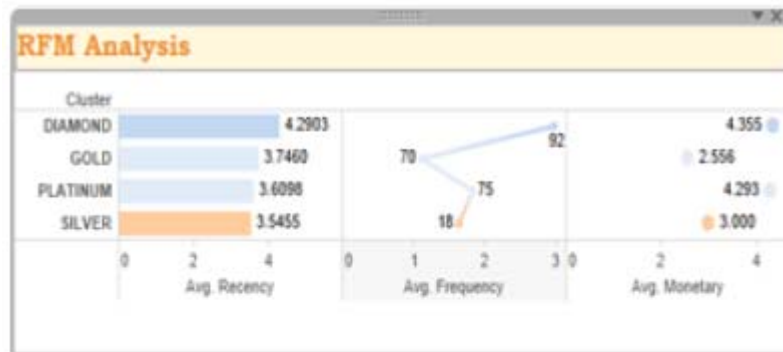 RFM Analysis
Cluster
DIAMOND 4.2903 92 4.355
GOLD 3.7460 70 2.556
PLATINUM 3.6098 75 4.293
SILVER 3.5455 18 3.000
0 2 4 0 1 2 3 0 2 4
Avg. Recency Avg. Frequency Avg. Monetary